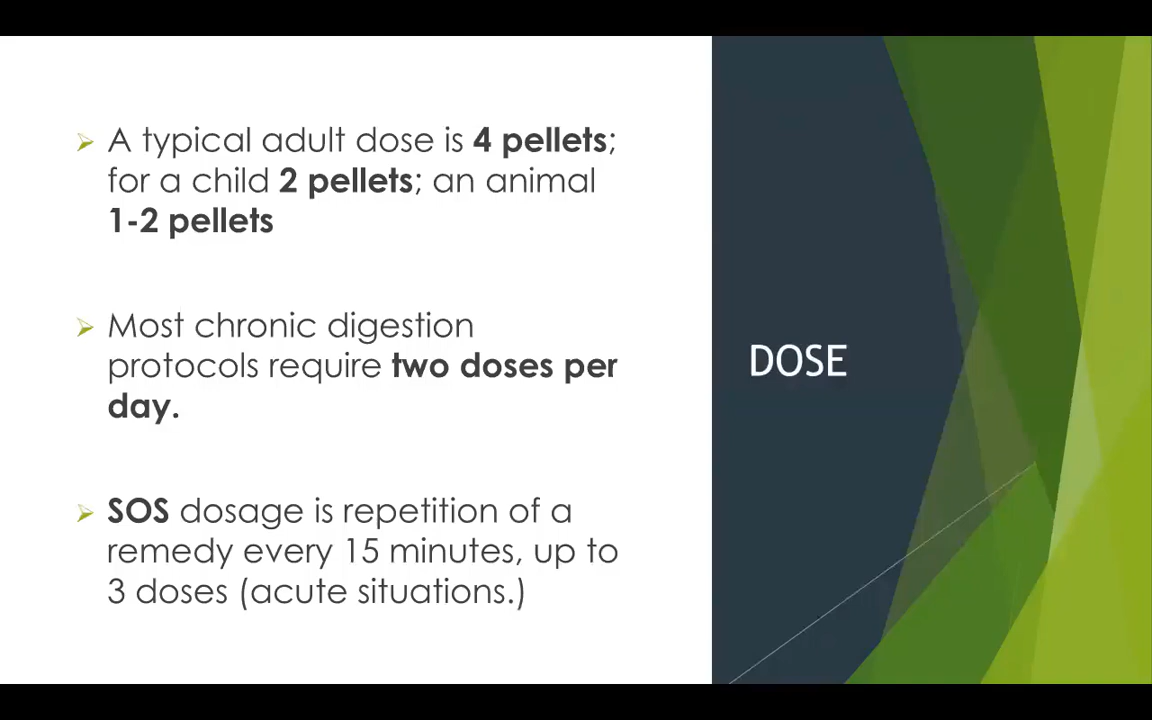 A typical adult dose is 4 pellets;
for a child 2 pellets; an animal
1-2 pellets
Most chronic digestion
protocols require two doses per
day.
SOS dosage is repetition of a
remedy every 15 minutes, up to
3 doses (acute situations.)
DOSE